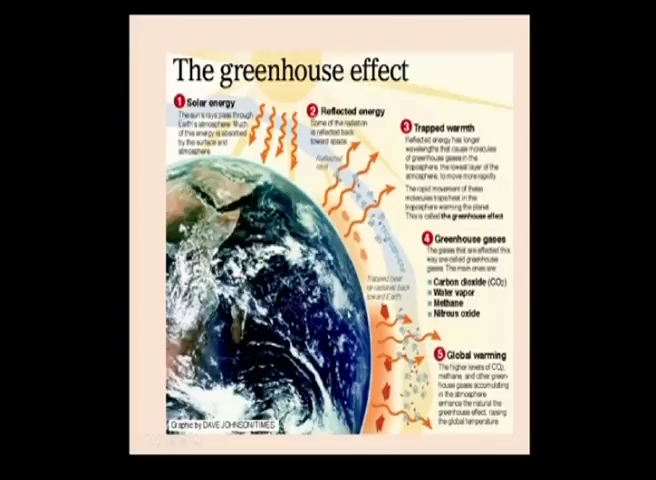 The greenhouse effect
1 Solar energy
The sun's rays pass through
Earth's atmosphere. Much
of this energy is absorbed
by the surface and
atmosphere
2 Reflected energy
Some of the radiation
is reflected back
toward space.
Reflected
3 Trapped warmth
Reflected energy has longer
wavelengths that cause molecules
of greenhouse gases in the
troposphere, the lowest layer of the
atmosphere, to move more rapidly
The rapid movement of these
molecules traps heat in the
troposphere warming the planet.
This is called the greenhouse effect
4 Greenhouse gases
The gases that are affected this
way are called greenhouse
gases. The main ones are:
Carbon dioxide (CO2)
Water vapor
Methane
Nitrous oxide
Trapped heat
re-radiates back
toward Earth
5 Global warming
The higher levels of CO2,
methane, and other green-
house gases accumulating
in the atmosphere
enhance the natural the
greenhouse effect, raising
the global temperature.
Graphic by DAVE JOHNSON/TIMES